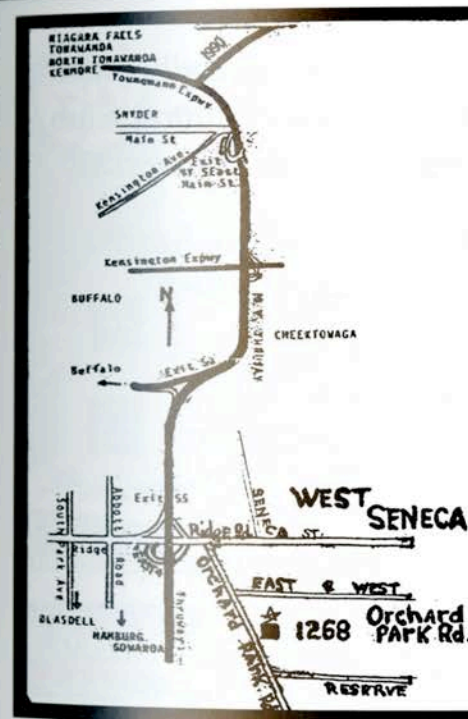 NIAGARA FALLS
TONAWANDA
NORTH TONAWANDA
KENMORE
I990
Youngmann Expwy
SNYDER
Main St
Kensington Ave.
Exit
Main St.
Kensington Expwy
N
BUFFALO
CHEEKTOWAGA
Buffalo
Exit
SENECA ST.
WEST
SENECA
Exit 55
South Park Ave
Abbott
Road
Ridge
Ridge Rd
ORCHARD PARK Rd
EAST & WEST
BLASDELL
HAMBURG
GOWANDA
Thruway
1268
Orchard
PARK Rd.
RESERVE